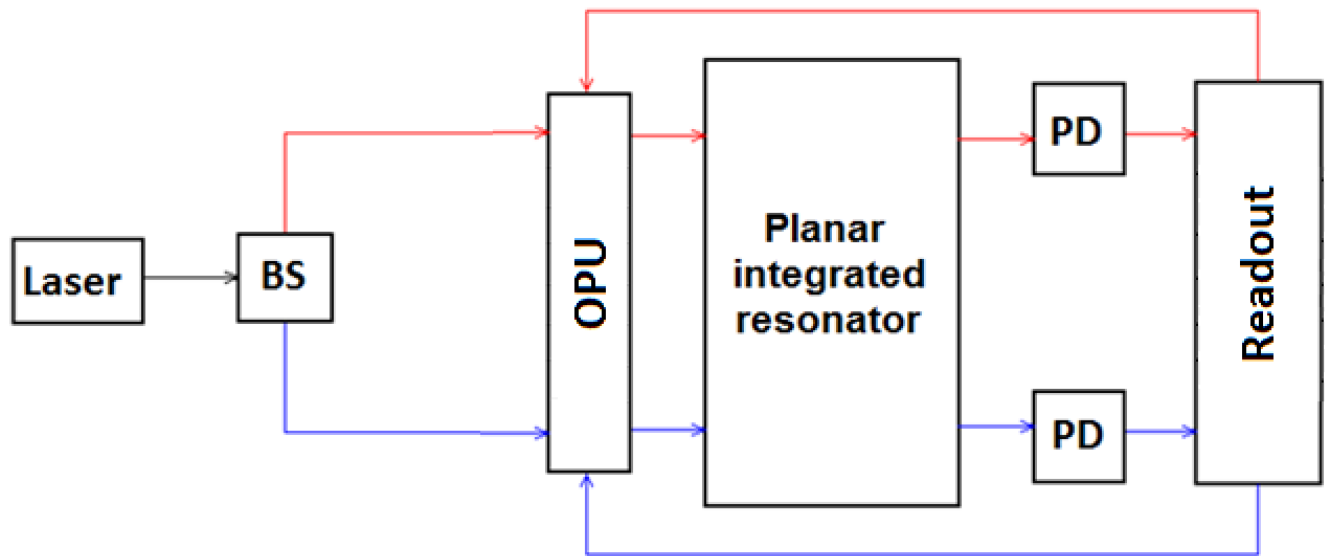 Laser
BS
OPU
Planar
integrated
resonator
PD
PD
Readout